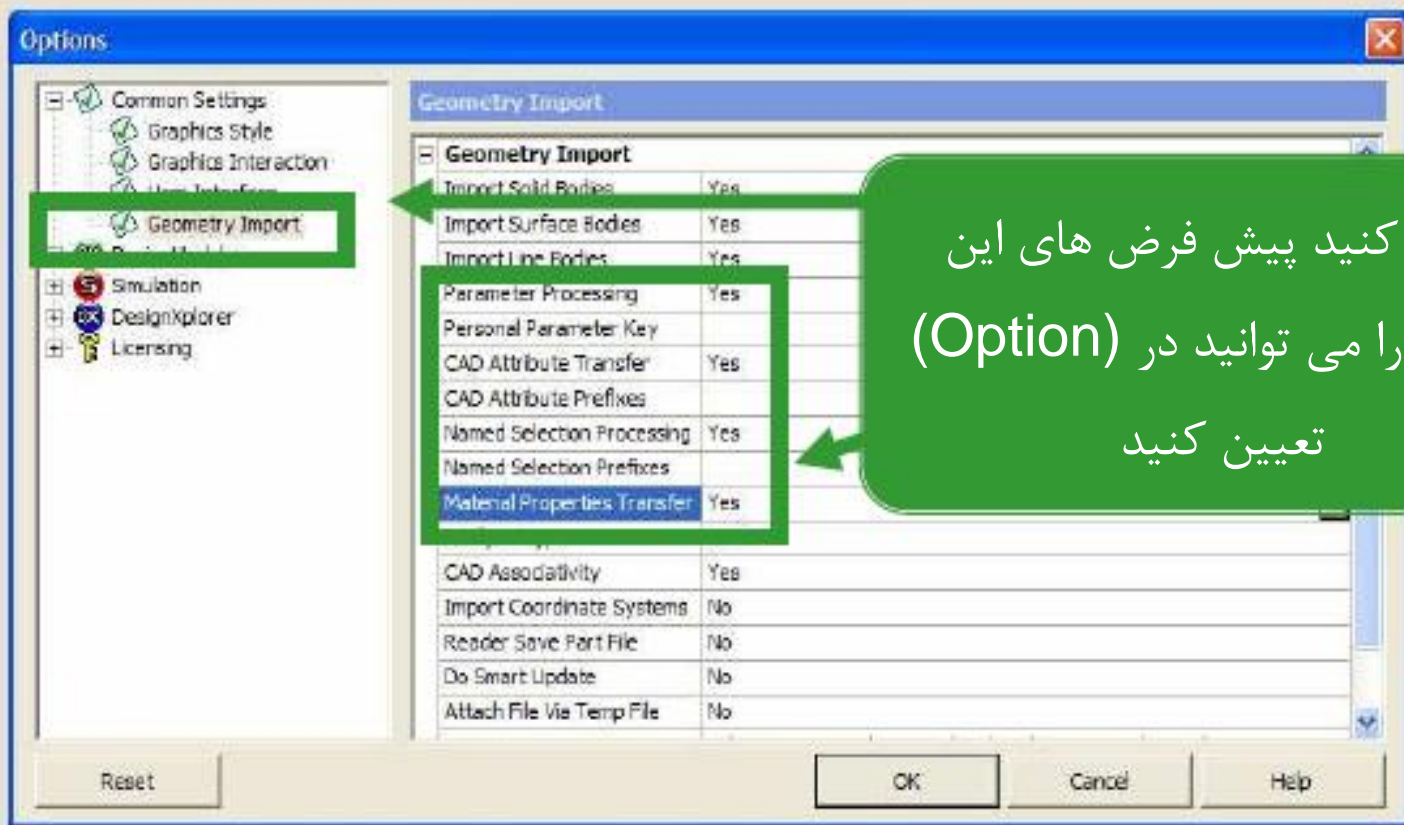 Options
Common Settings
Graphics Style
Graphics Interaction
Geometry Import
Simulation
DesignXplorer
Licensing
Geometry Import
Geometry Import
Import Solid Bodies Yes
Import Surface Bodies Yes
Import Line Bodies Yes
Parameter Processing Yes
Personal Parameter Key
CAD Attribute Transfer Yes
CAD Attribute Prefixes
Named Selection Processing Yes
Named Selection Prefixes
Material Properties Transfer Yes
CAD Associativity Yes
Import Coordinate Systems No
Reader Save Part File No
Do Smart Update No
Attach File Via Temp File No
کنید پیش فرض های این
را می توانید در (Option)
تعیین کنید
Reset OK Cancel Help